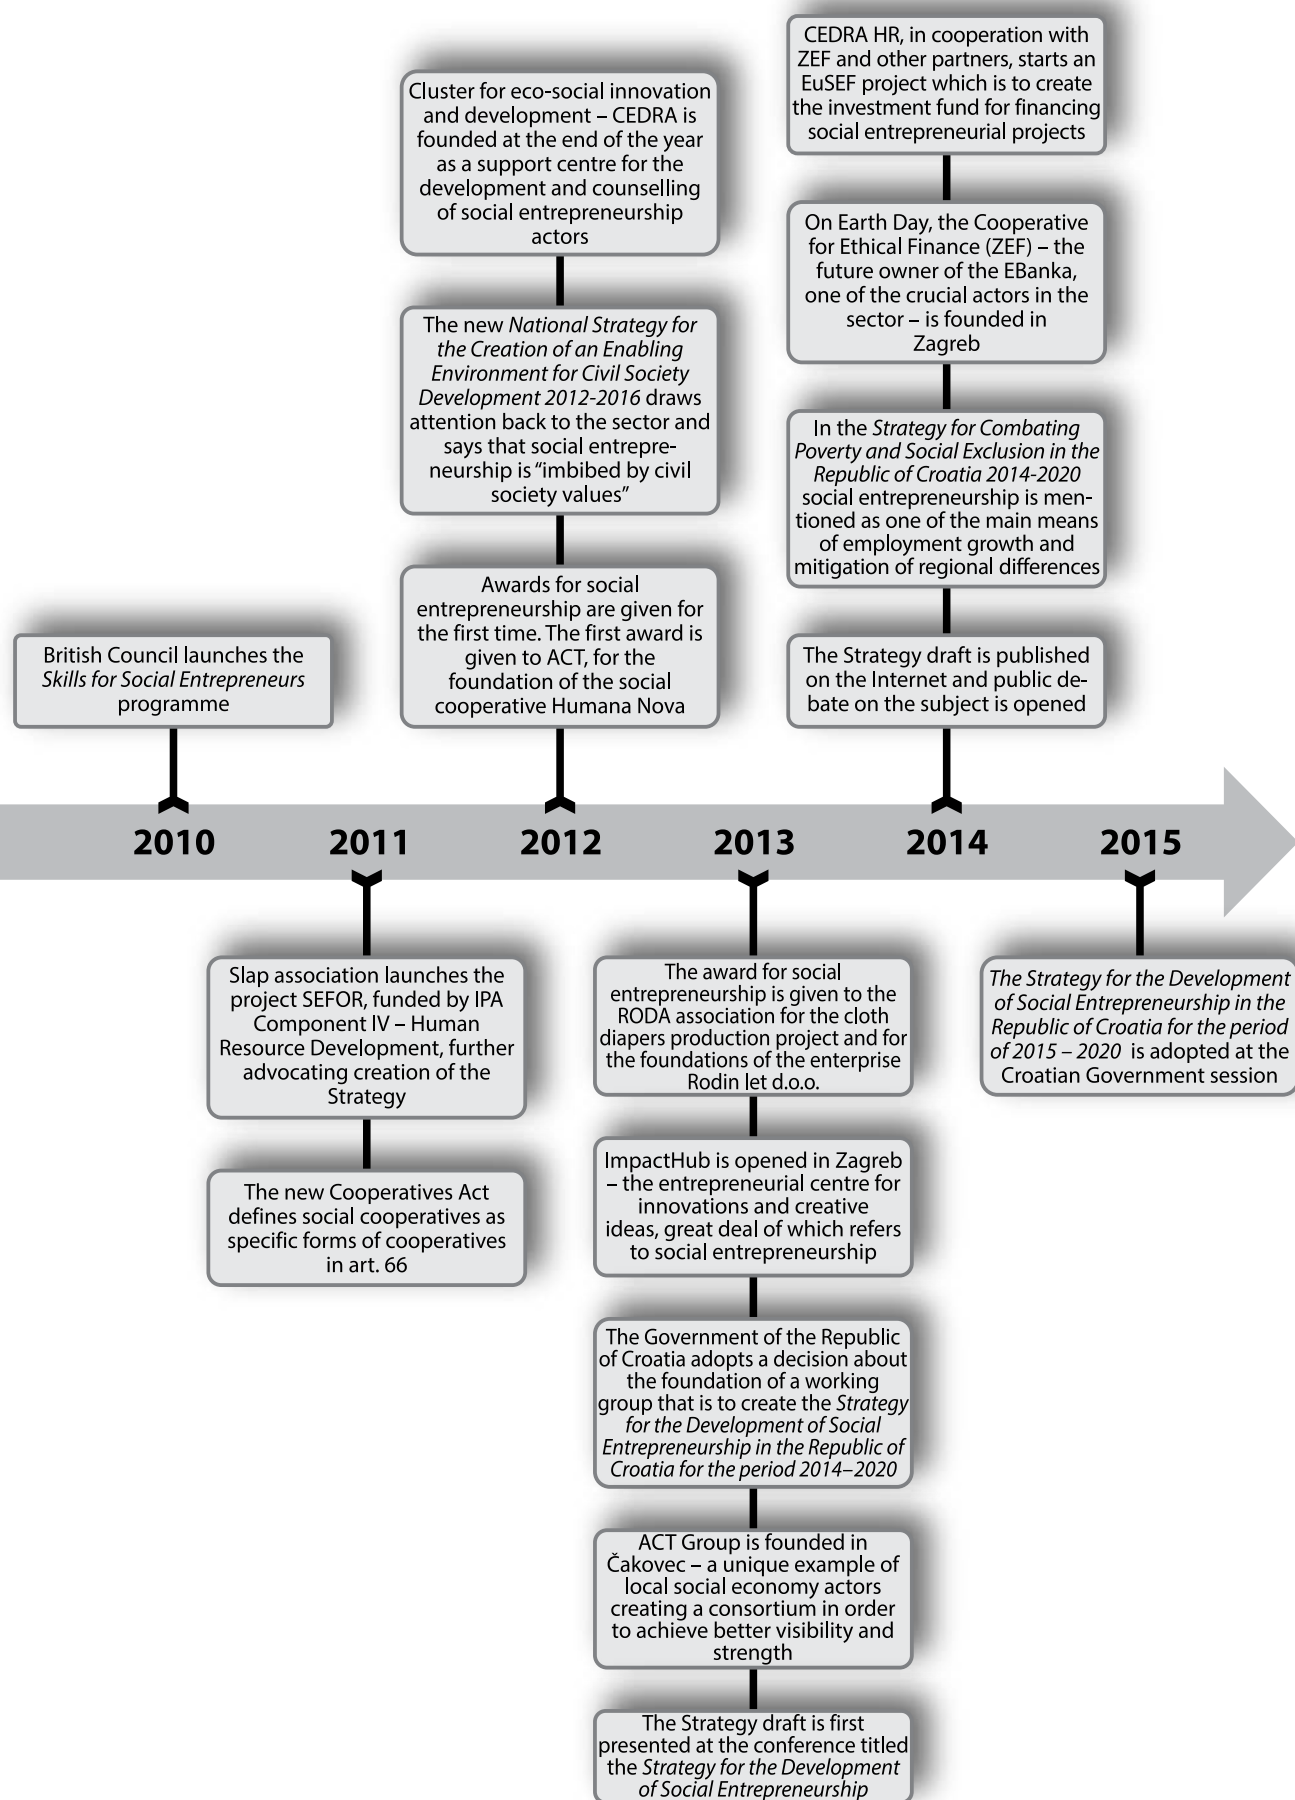 CEDRA HR, in cooperation with
ZEF and other partners, starts an
EuSEF project which is to create
the investment fund for financing
social entrepreneurial projects
Cluster for eco-social innovation
and development – CEDRA is
founded at the end of the year
as a support centre for the
development and counselling
of social entrepreneurship
actors
On Earth Day, the Cooperative
for Ethical Finance (ZEF) – the
future owner of the EBanka,
one of the crucial actors in the
sector – is founded in
Zagreb
The new National Strategy for
the Creation of an Enabling
Environment for Civil Society
Development 2012-2016 draws
attention back to the sector and
says that social entrepre-
neurship is “imbibed by civil
society values”
In the Strategy for Combating
Poverty and Social Exclusion in the
Republic of Croatia 2014-2020
social entrepreneurship is men-
tioned as one of the main means
of employment growth and
mitigation of regional differences
Awards for social
entrepreneurship are given for
the first time. The first award is
given to ACT, for the
foundation of the social
cooperative Humana Nova
British Council launches the
Skills for Social Entrepreneurs
programme
The Strategy draft is published
on the Internet and public de-
bate on the subject is opened
2010 2011 2012 2013 2014 2015
Slap association launches the
project SEFOR, funded by IPA
Component IV – Human
Resource Development, further
advocating creation of the
Strategy
The new Cooperatives Act
defines social cooperatives as
specific forms of cooperatives
in art. 66
The award for social
entrepreneurship is given to the
RODA association for the cloth
diapers production project and for
the foundations of the enterprise
Rodin let d.o.o.
ImpactHub is opened in Zagreb
– the entrepreneurial centre for
innovations and creative
ideas, great deal of which refers
to social entrepreneurship
The Government of the Republic
of Croatia adopts a decision about
the foundation of a working
group that is to create the Strategy
for the Development of Social
Entrepreneurship in the Republic of
Croatia for the period 2014–2020
ACT Group is founded in
Čakovec – a unique example of
local social economy actors
creating a consortium in order
to achieve better visibility and
strength
The Strategy draft is first
presented at the conference titled
the Strategy for the Development
of Social Entrepreneurship
The Strategy for the Development
of Social Entrepreneurship in the
Republic of Croatia for the period
of 2015 – 2020 is adopted at the
Croatian Government session